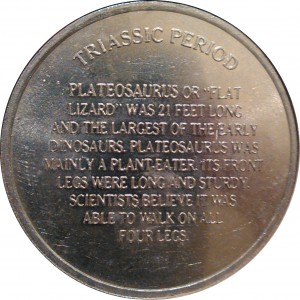 TRIASSIC PERIOD
PLATEOSAURUS OR "FLAT
LIZARD" WAS 21 FEET LONG
AND THE LARGEST OF THE EARLY
DINOSAURS. PLATEOSAURUS WAS
MAINLY A PLANT-EATER. ITS FRONT
LEGS WERE LONG AND STURDY.
SCIENTISTS BELIEVE IT WAS
ABLE TO WALK ON ALL
FOUR LEGS.